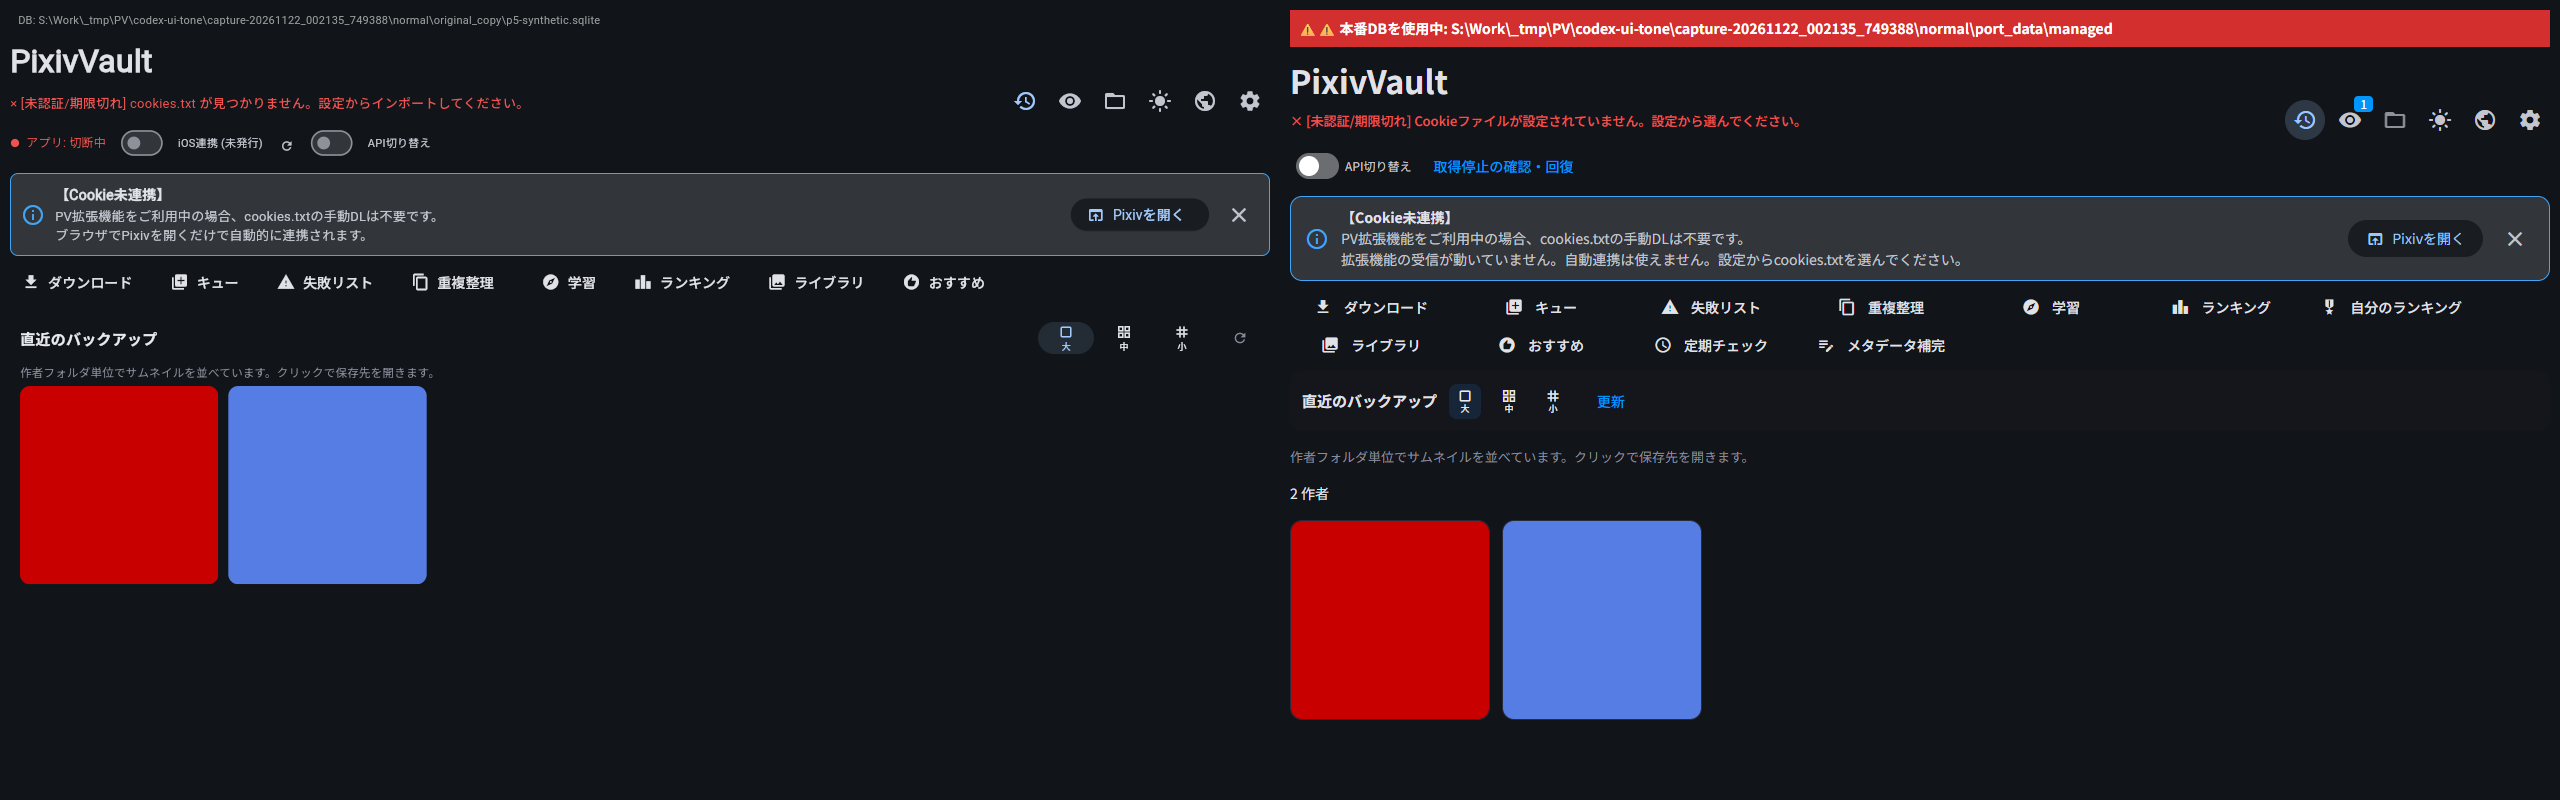 DB: S:\Work\_tmp\PV\codex-ui-tone\capture-20261122_002135_749388\normal\original_copy\p5-synthetic.sqlite
PixivVault
× [未認証/期限切れ] cookies.txt が見つかりません。設定からインポートしてください。
アプリ: 切断中
iOS連携 (未発行)
API切り替え
【Cookie未連携】
PV拡張機能をご利用中の場合、cookies.txtの手動DLは不要です。
ブラウザでPixivを開くだけで自動的に連携されます。
Pixivを開く
ダウンロード
キュー
失敗リスト
重複整理
学習
ランキング
ライブラリ
おすすめ
直近のバックアップ
大
中
小
作者フォルダ単位でサムネイルを並べています。クリックで保存先を開きます。
本番DBを使用中: S:\Work\_tmp\PV\codex-ui-tone\capture-20261122_002135_749388\normal\port_data\managed
PixivVault
1
× [未認証/期限切れ] Cookieファイルが設定されていません。設定から選んでください。
API切り替え
取得停止の確認・回復
【Cookie未連携】
PV拡張機能をご利用中の場合、cookies.txtの手動DLは不要です。
拡張機能の受信が動いていません。自動連携は使えません。設定からcookies.txtを選んでください。
Pixivを開く
ダウンロード
キュー
失敗リスト
重複整理
学習
ランキング
自分のランキング
ライブラリ
おすすめ
定期チェック
メタデータ補完
直近のバックアップ
大
中
小
更新
作者フォルダ単位でサムネイルを並べています。クリックで保存先を開きます。
2 作者